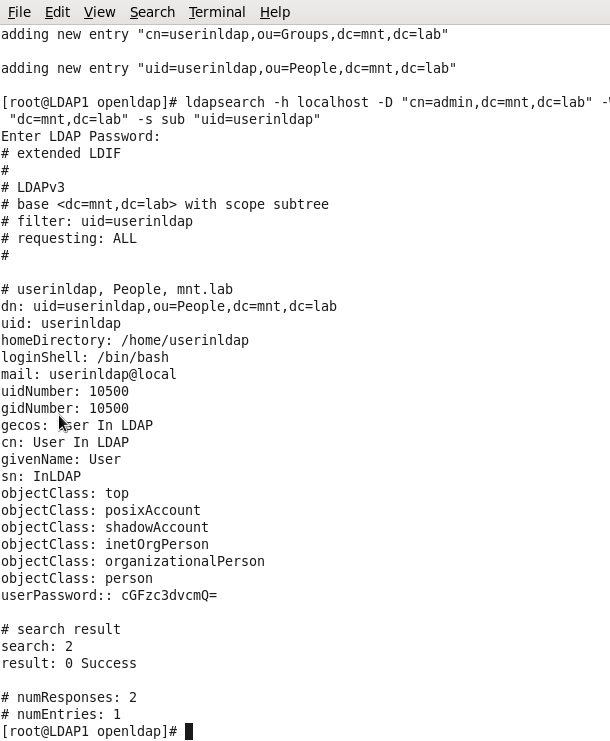 File Edit View Search Terminal Help
adding new entry "cn=userinldap,ou=Groups,dc=mnt,dc=lab"
adding new entry "uid=userinldap,ou=People,dc=mnt,dc=lab"
[root@LDAP1 openldap]# ldapsearch -h localhost -D "cn=admin,dc=mnt,dc=lab" -
"dc=mnt,dc=lab" -s sub "uid=userinldap"
Enter LDAP Password:
# extended LDIF
#
# LDAPv3
# base <dc=mnt,dc=lab> with scope subtree
# filter: uid=userinldap
# requesting: ALL
#
# userinldap, People, mnt.lab
dn: uid=userinldap,ou=People,dc=mnt,dc=lab
uid: userinldap
homeDirectory: /home/userinldap
loginShell: /bin/bash
mail: userinldap@local
uidNumber: 10500
gidNumber: 10500
gecos: User In LDAP
cn: User In LDAP
givenName: User
sn: InLDAP
objectClass: top
objectClass: posixAccount
objectClass: shadowAccount
objectClass: inetOrgPerson
objectClass: organizationalPerson
objectClass: person
userPassword:: cGFzc3dvcmQ=
# search result
search: 2
result: 0 Success
# numResponses: 2
# numEntries: 1
[root@LDAP1 openldap]#